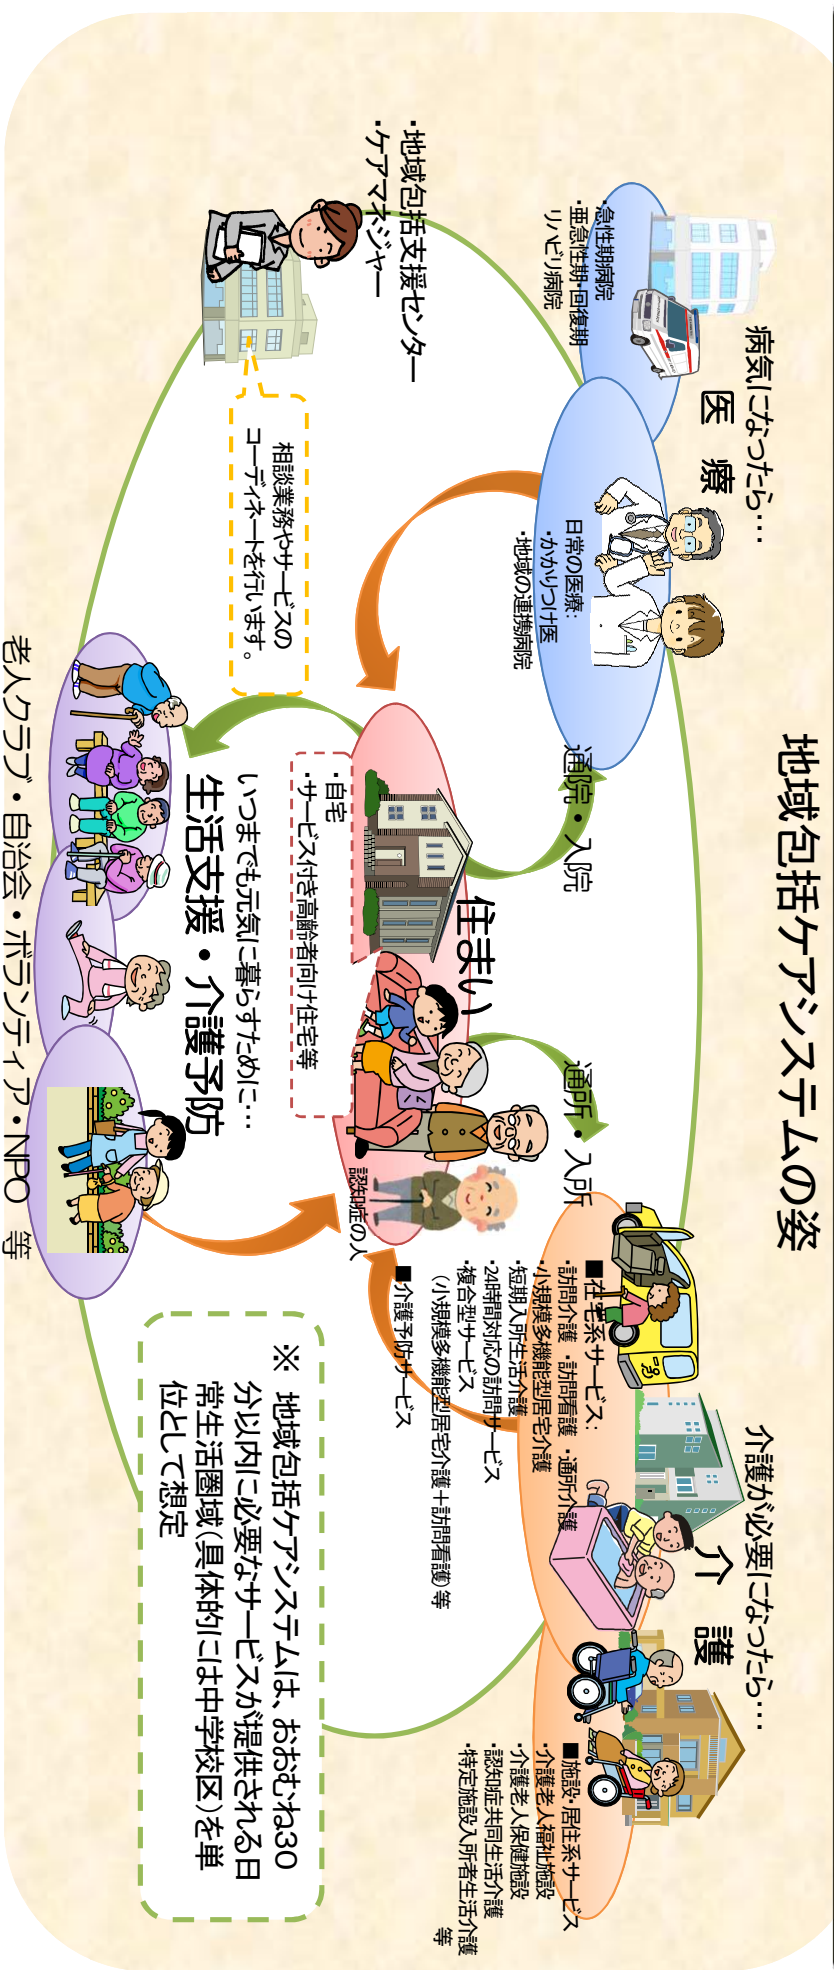 地域包括ケアシステムの姿
病気になったら･･･
医 療
・急性期病院
・亜急性期・回復期
リハビリ病院
日常の医療：
・かかりつけ医
・地域の連携病院
通院・入院
通所・入所
介護が必要になったら･･･
介 護
■在宅系サービス：
・訪問介護 ・訪問看護 ・通所介護
・小規模多機能型居宅介護
・短期入所生活介護
・24時間対応の訪問サービス
・複合型サービス
（小規模多機能型居宅介護＋訪問看護）等
■介護予防サービス
■施設・居住系サービス
・介護老人福祉施設
・介護老人保健施設
・認知症共同生活介護
・特定施設入所者生活介護
等
住まい
認知症の人
・自宅
・サービス付き高齢者向け住宅等
・地域包括支援センター
・ケアマネジャー
相談業務やサービスの
コーディネートを行います。
いつまでも元気に暮らすために･･･
生活支援・介護予防
老人クラブ・自治会・ボランティア・NPO 等
※ 地域包括ケアシステムは、おおむね30
分以内に必要なサービスが提供される日
常生活圏域（具体的には中学校区）を単
位として想定